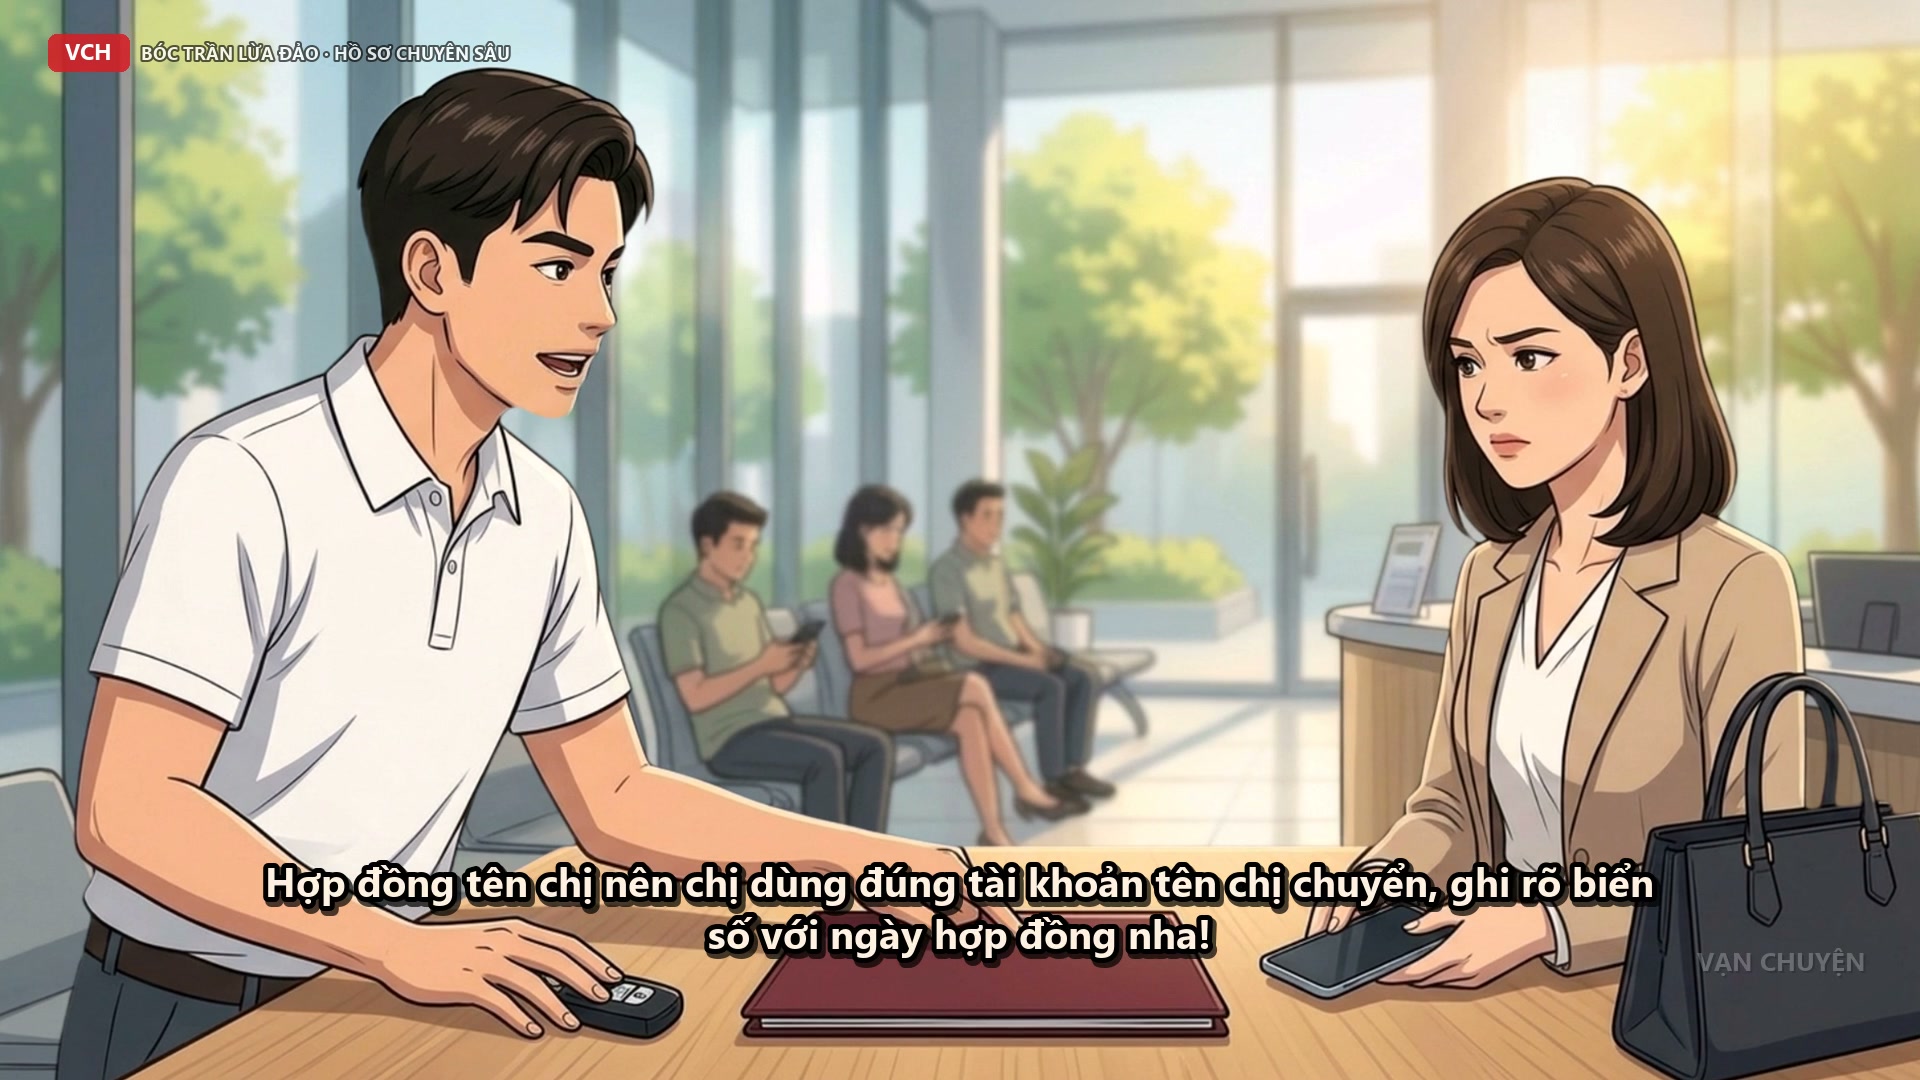 VCH BÓC TRẦN LỪA ĐẢO · HỒ SƠ CHUYÊN SÂU
Hợp đồng tên chị nên chị dùng đúng tài khoản tên chị chuyển, ghi rõ biển
số với ngày hợp đồng nha!
VẠN CHUYỆN